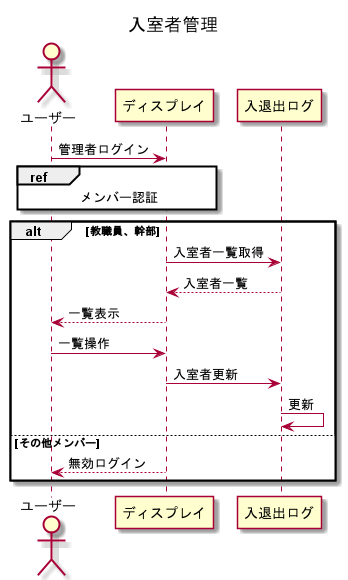 入室者管理
ユーザー
ディスプレイ
入退出ログ
管理者ログイン
ref
メンバー認証
alt
[教職員、幹部]
入室者一覧取得
入室者一覧
一覧表示
一覧操作
入室者更新
更新
[その他メンバー]
無効ログイン
ユーザー
ディスプレイ
入退出ログ